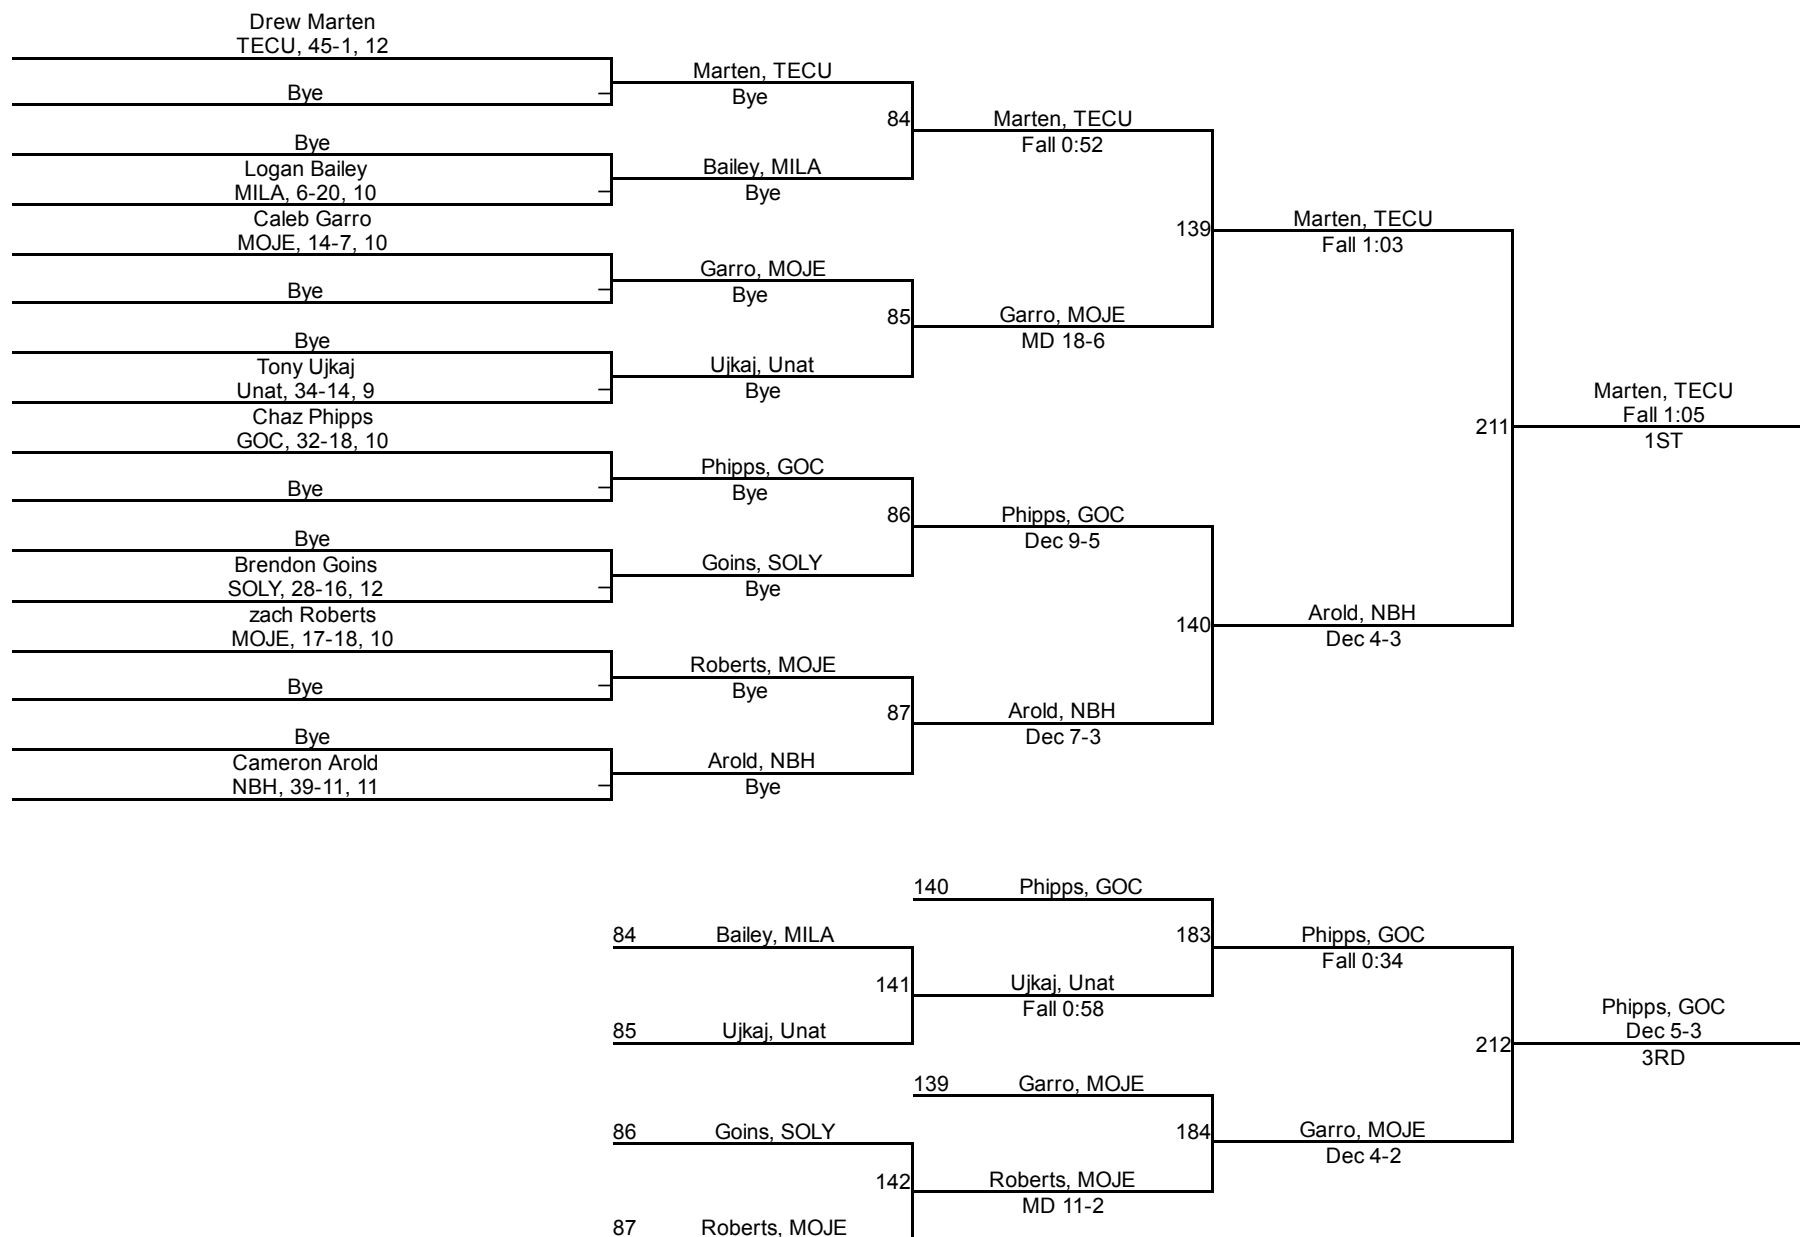 Drew Marten
TECU, 45-1, 12
Bye
Bye
Logan Bailey
MILA, 6-20, 10
Caleb Garro
MOJE, 14-7, 10
Bye
Bye
Tony Ujkaj
Unat, 34-14, 9
Chaz Phipps
GOC, 32-18, 10
Bye
Bye
Brendon Goins
SOLY, 28-16, 12
zach Roberts
MOJE, 17-18, 10
Bye
Bye
Cameron Arold
NBH, 39-11, 11
Marten, TECU
Bye
84
Bailey, MILA
Bye
Garro, MOJE
Bye
85
Ujkaj, Unat
Bye
Phipps, GOC
Bye
86
Goins, SOLY
Bye
Roberts, MOJE
Bye
87
Arold, NBH
Bye
Marten, TECU
Fall 0:52
139
Garro, MOJE
MD 18-6
Phipps, GOC
Dec 9-5
140
Arold, NBH
Dec 7-3
Marten, TECU
Fall 1:03
211
Arold, NBH
Dec 4-3
Marten, TECU
Fall 1:05
1ST
140 Phipps, GOC
84 Bailey, MILA
141
85 Ujkaj, Unat
Ujkaj, Unat
Fall 0:58
183
139 Garro, MOJE
86 Goins, SOLY
142
87 Roberts, MOJE
Roberts, MOJE
MD 11-2
184
Phipps, GOC
Fall 0:34
212
Garro, MOJE
Dec 4-2
Phipps, GOC
Dec 5-3
3RD